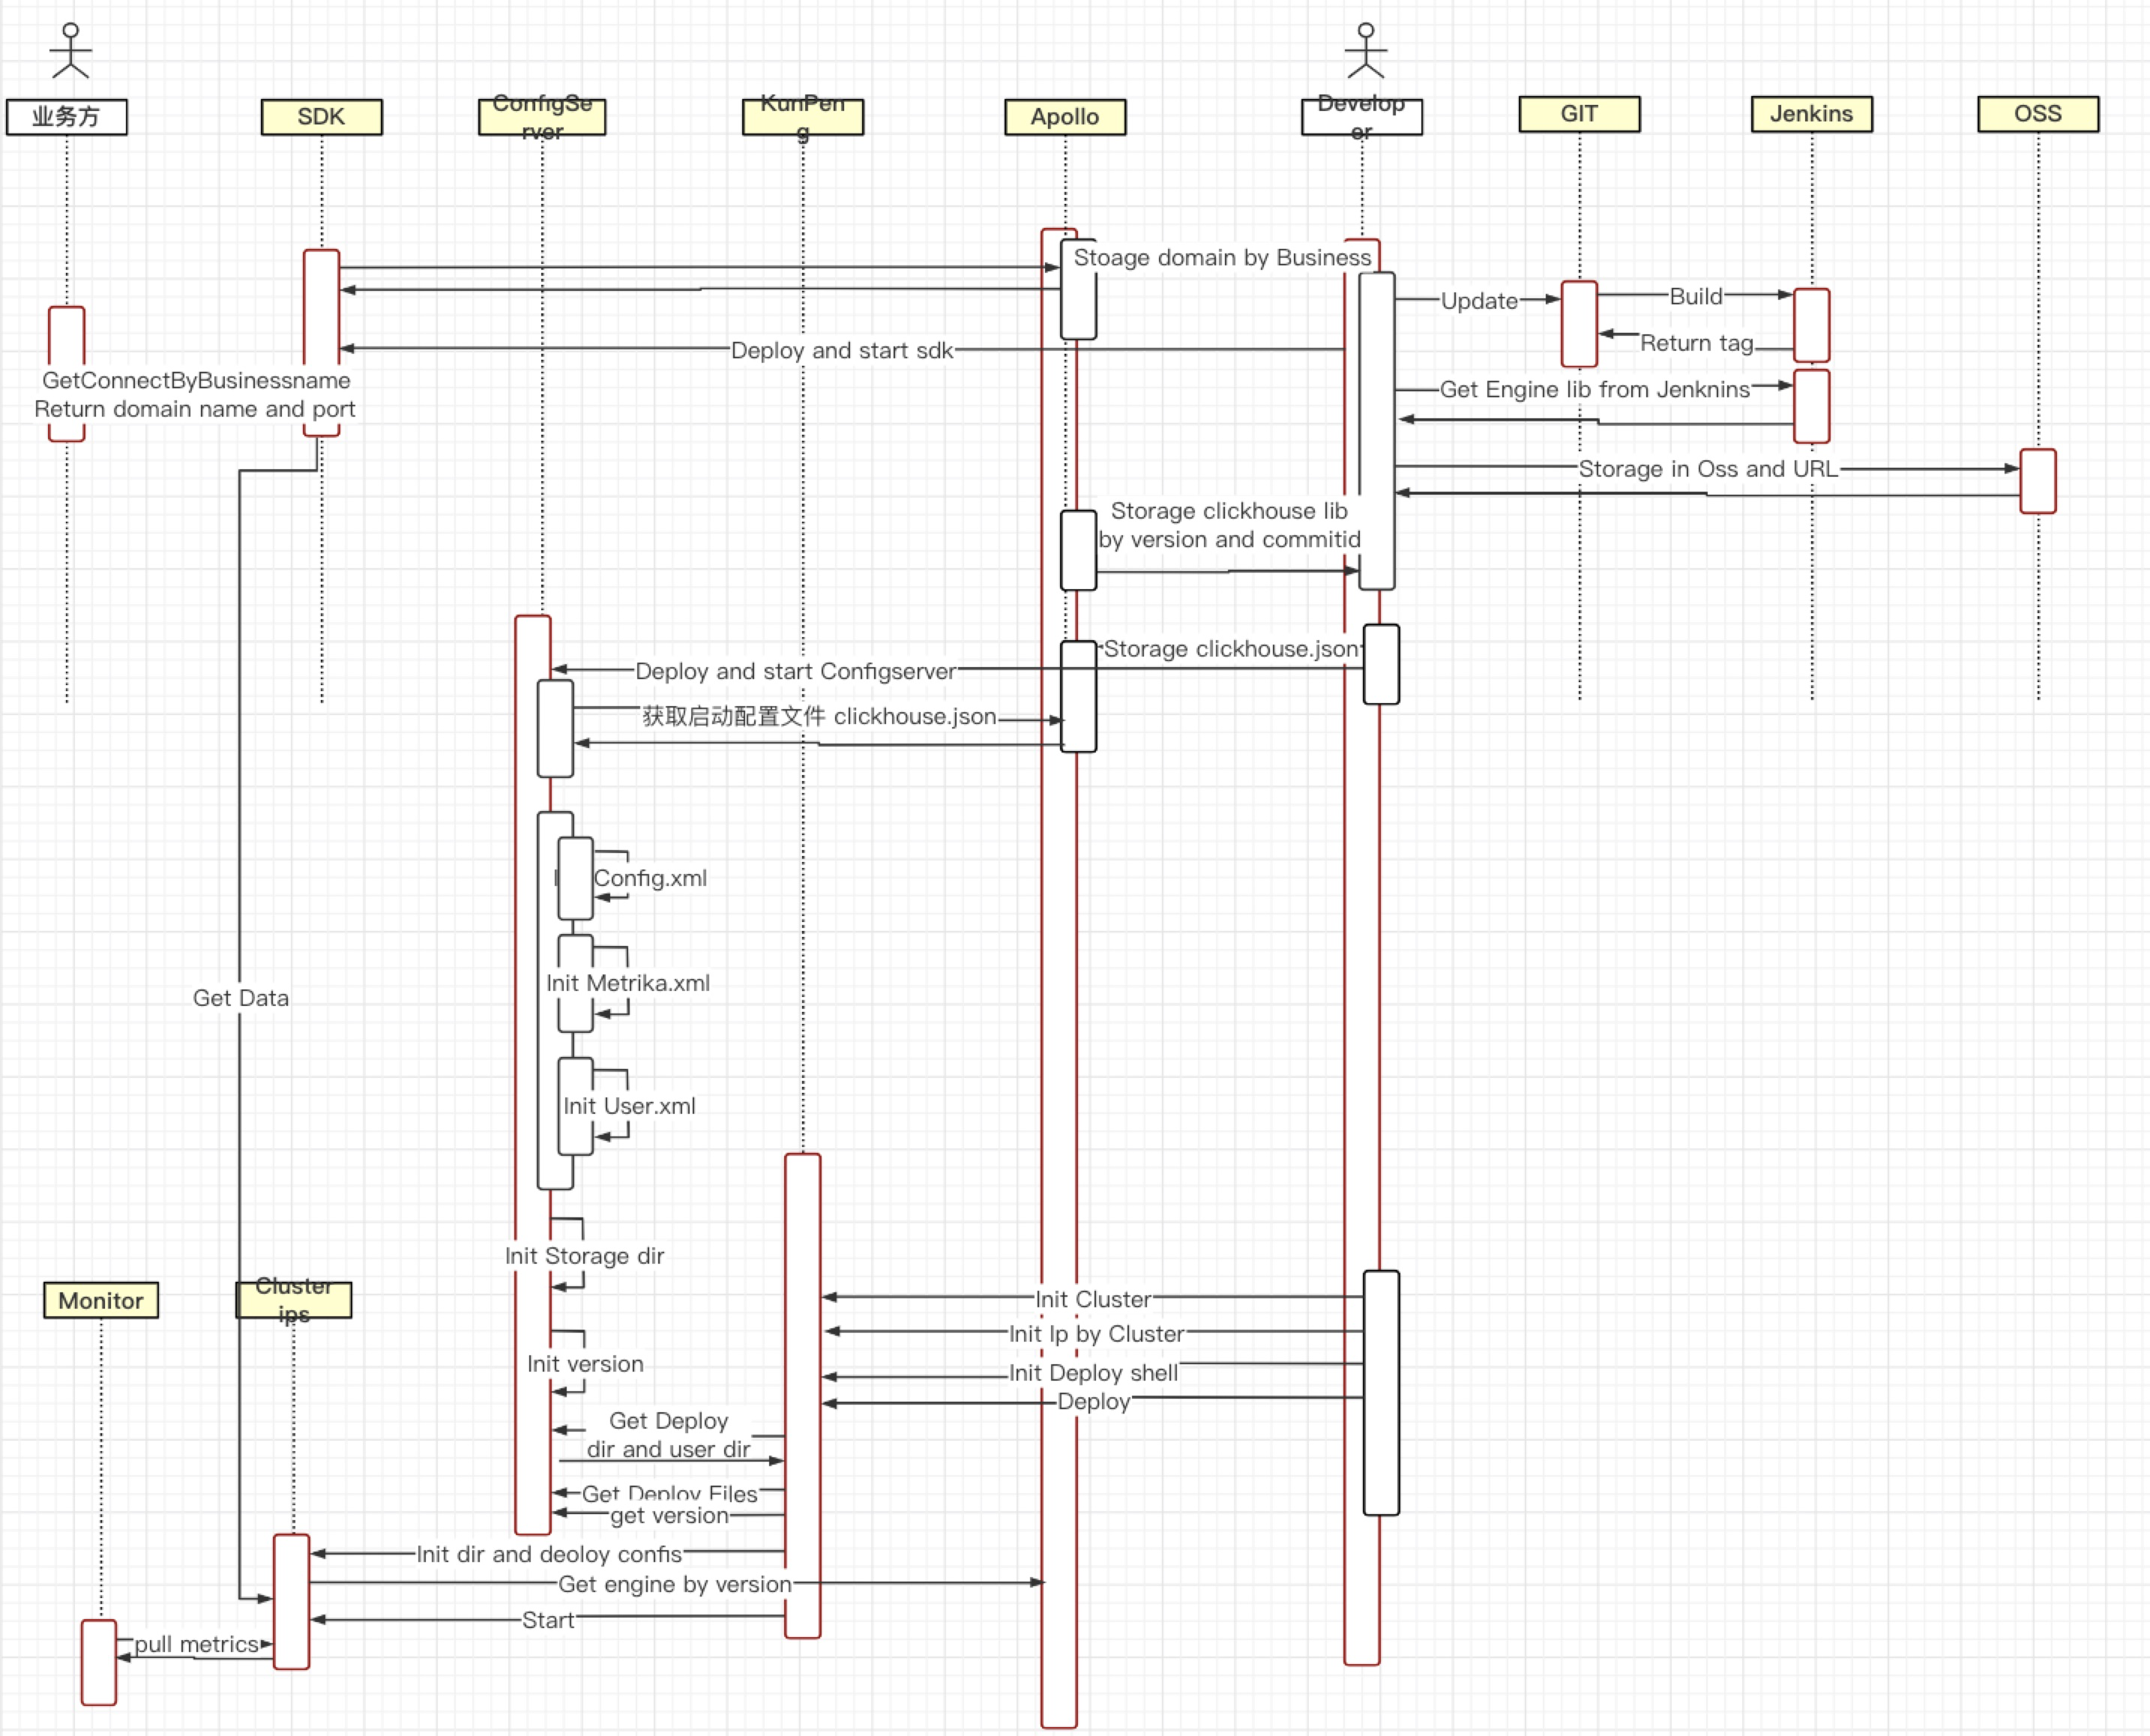 业务方
SDK
ConfigSe
rver
KunPen
g
Apollo
Develop
er
GIT
Jenkins
OSS
Stoage domain by Business
Update
Build
Return tag
Deploy and start sdk
GetConnectByBusinessname
Return domain name and port
Get Engine lib from Jenknins
Storage in Oss and URL
Storage clickhouse lib
by version and commitid
Storage clickhouse.json
Deploy and start Configserver
获取启动配置文件 clickhouse.json
Config.xml
Init Metrika.xml
Get Data
Init User.xml
Init Storage dir
Monitor
Cluster
ips
Init Cluster
Init Ip by Cluster
Init version
Init Deploy shell
Deploy
Get Deploy
dir and user dir
Get Deploy Files
get version
Init dir and deoloy confis
Get engine by version
Start
pull metrics